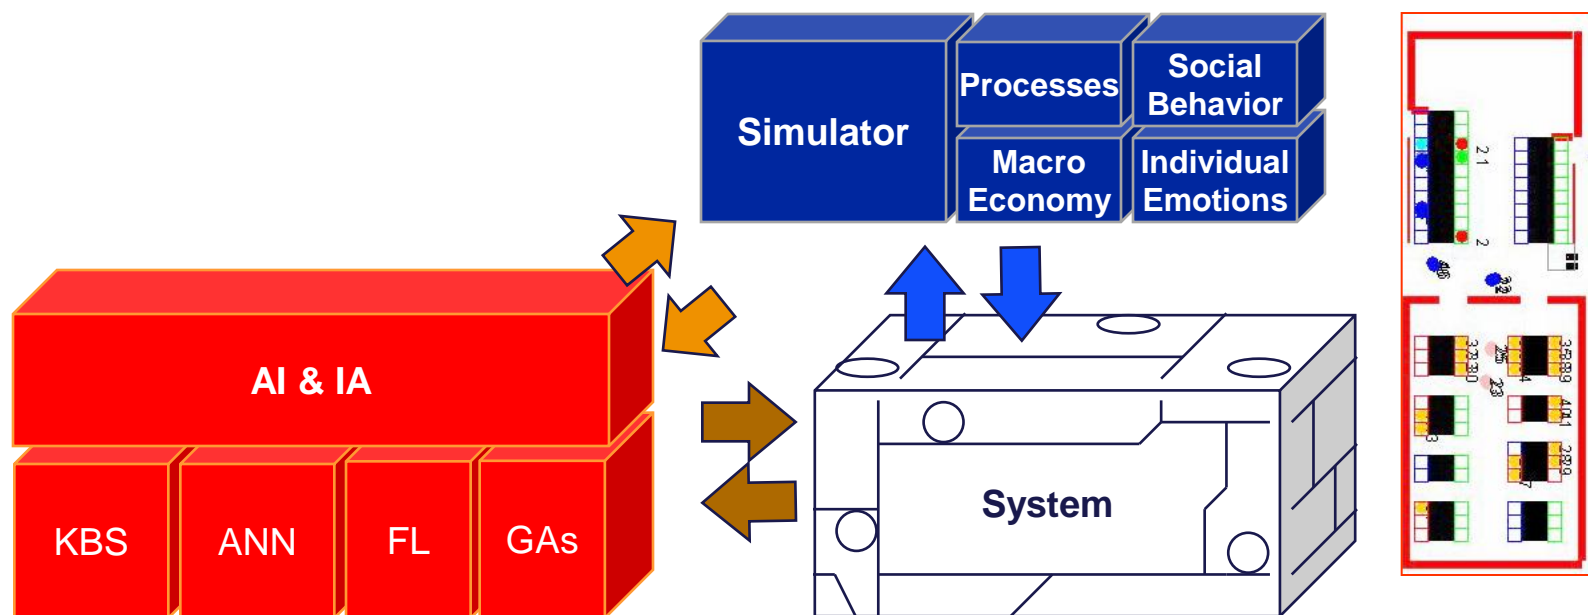 Simulator
Processes
Social
Behavior
Macro
Economy
Individual
Emotions
AI & IA
KBS
ANN
FL
GAs
System